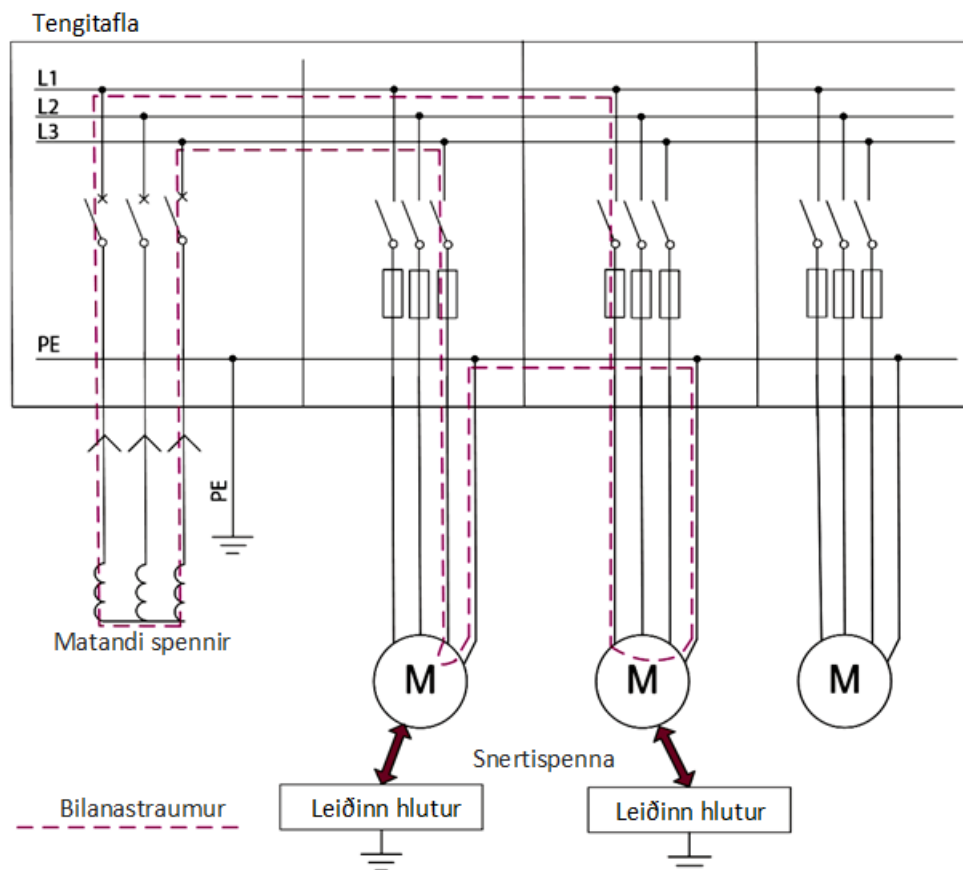 Tengitafla
L1
L2
L3
PE
PE
Matandi spennir
M
M
M
Snertispenna
Bilanastraumur
Leiðinn hlutur
Leiðinn hlutur